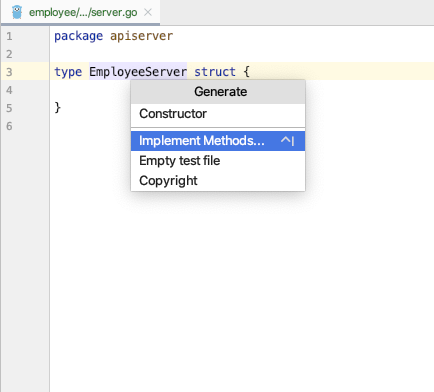 employee/.../server.go
1 package apiserver
2
3 type EmployeeServer struct {
4
5 }
6
Generate
Constructor
Implement Methods... ^I
Empty test file
Copyright